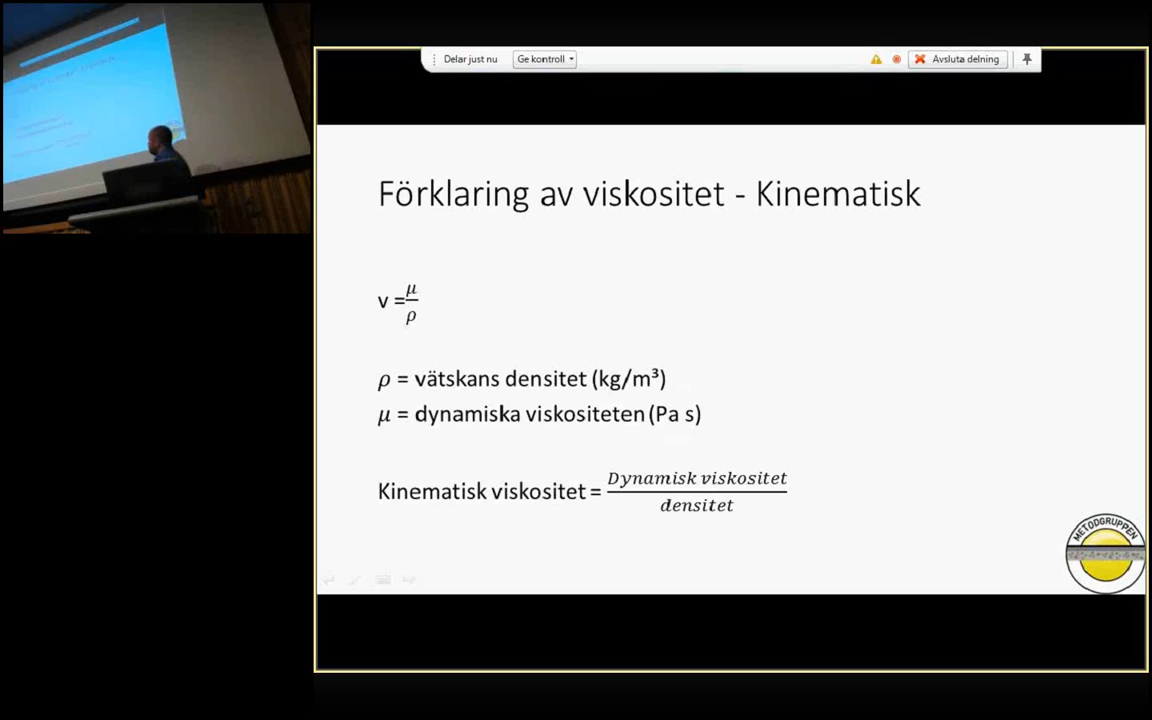 Delar just nu
Ge kontroll
Avsluta delning
Förklaring av viskositet - Kinematisk
v = μ/ρ
ρ = vätskans densitet (kg/m³)
μ = dynamiska viskositeten (Pa s)
Kinematisk viskositet = Dynamisk viskositet/densitet
METODGRUPPEN